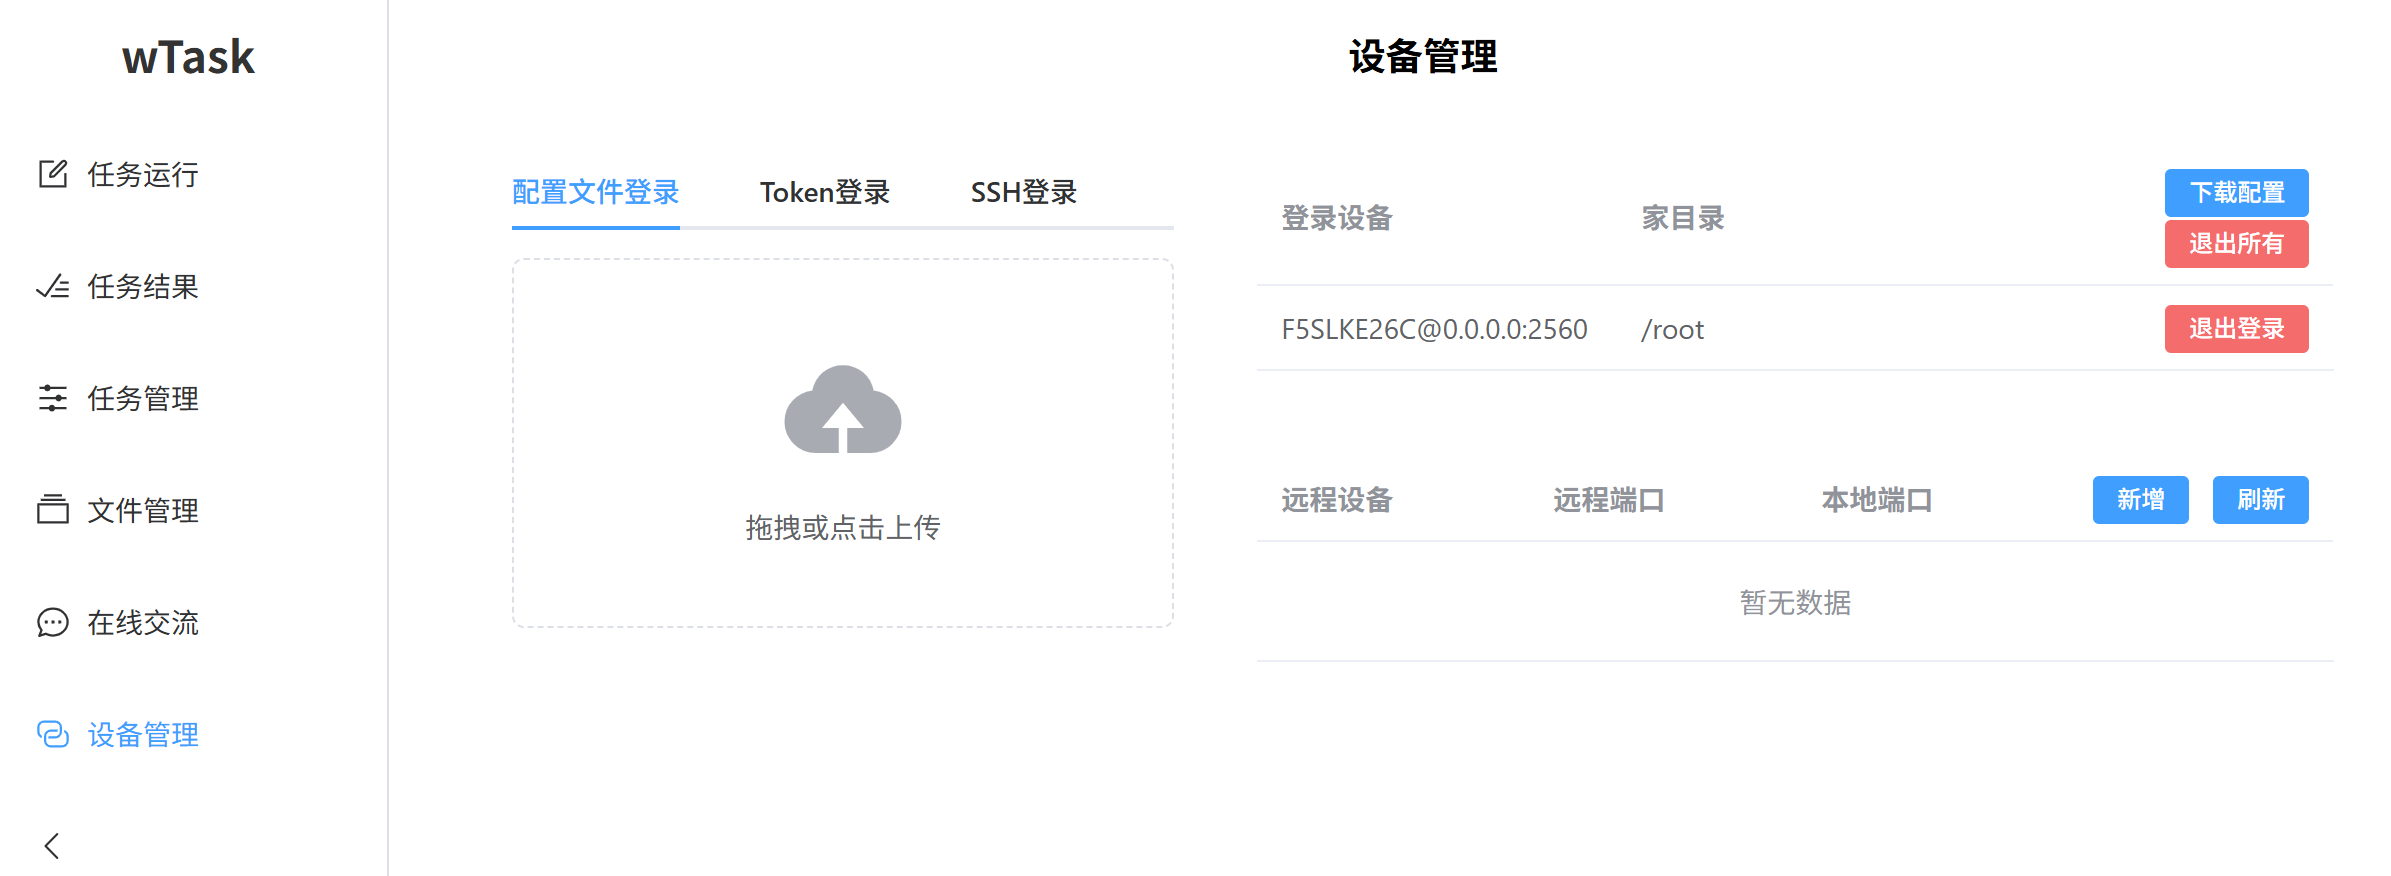 wTask
任务运行
任务结果
任务管理
文件管理
在线交流
设备管理
设备管理
配置文件登录 Token登录 SSH登录
拖拽或点击上传
登录设备 家目录 下载配置
退出所有
F5SLKE26C@0.0.0.0:2560 /root 退出登录
远程设备 远程端口 本地端口 新增 刷新
暂无数据